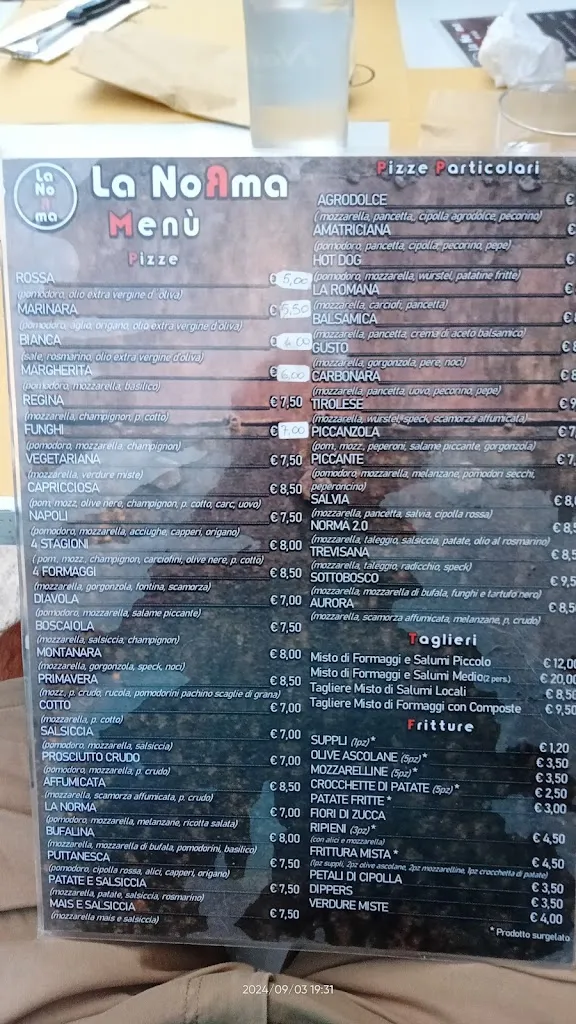 La
No
Rma
La NoRma
Menù
Pizze
ROSSA € 5,00
(pomodoro, olio extra vergine d'oliva)
MARINARA € 5,50
(pomodoro, aglio, origano, olio extra vergine d'oliva)
BIANCA € 4,00
(sale, rosmarino, olio extra vergine d'oliva)
MARGHERITA € 6,00
(pomodoro, mozzarella, basilico)
REGINA € 7,50
(mozzarella, champignon, p. cotto)
FUNGHI € 7,00
(pomodoro, mozzarella, champignon)
VEGETARIANA € 7,50
(mozzarella, verdure miste)
CAPRICCIOSA € 8,50
(pom, mozz, olive nere, champignon, p. cotto, carc, uovo)
NAPOLI € 7,50
(pomodoro, mozzarella, acciughe, capperi, origano)
4 STAGIONI € 8,00
( pom, mozz, champignon, carciofini, olive nere, p. cotto)
4 FORMAGGI € 8,50
(mozzarella, gorgonzola, fontina, scamorza)
DIAVOLA € 7,00
(pomodoro, mozzarella, salame piccante)
BOSCAIOLA € 7,50
(mozzarella, salsiccia, champignon)
MONTANARA € 8,00
(mozzarella, gorgonzola, speck, noci)
PRIMAVERA € 8,50
(mozz, p. crudo, rucola, pomodorini pachino scaglie di grana)
COTTO € 7,00
(mozzarella, p. cotto)
SALSICCIA € 7,00
(pomodoro, mozzarella, salsiccia)
PROSCIUTTO CRUDO € 7,00
(pomodoro, mozzarella, p. crudo)
AFFUMICATA € 8,50
(mozzarella, scamorza affumicata, p. crudo)
LA NORMA € 7,00
(pomodoro, mozzarella, melanzane, ricotta salata)
BUFALINA € 8,00
(mozzarella, mozzarella di bufala, pomodorini, basilico)
PUTTANESCA € 7,50
(pomodoro, cipolla rossa, alici, capperi, origano)
PATATE E SALSICCIA € 7,50
(mozzarella, patate, salsiccia, rosmarino)
MAIS E SALSICCIA € 7,50
(mozzarella mais e salsiccia)
Pizze Particolari
AGRODOLCE €
( mozzarella, pancetta, cipolla agrodolce, pecorino)
AMATRICIANA €
(pomodoro, pancetta, cipolla, pecorino, pepe)
HOT DOG €
(pomodoro, mozzarella, wurstel, patatine fritte)
LA ROMANA €
(mozzarella, carciofi, pancetta)
BALSAMICA €
(mozzarella, pancetta, crema di aceto balsamico)
GUSTO €
(mozzarella, gorgonzola, pere, noci)
CARBONARA € 8
(mozzarella, pancetta, uovo, pecorino, pepe)
TIROLESE € 9
(mozzarella, wurstel, speck, scamorza affumicata)
PICCANZOLA € 7
(pom, mozz, peperoni, salame piccante, gorgonzola)
PICCANTE € 7,
(pomodoro, mozzarella, melanzane, pomodori secchi,
peperoncino)
SALVIA € 8,
(mozzarella, pancetta, salvia, cipolla rossa)
NORMA 2.0 € 8,5
(mozzarella, taleggio, salsiccia, patate, olio al rosmarino)
TREVISANA € 8,5
(mozzarella, taleggio, radicchio, speck)
SOTTOBOSCO € 9,5
(mozzarella, mozzarella di bufala, funghi e tartufo nero)
AURORA € 8,50
(mozzarella, scamorza affumicata, melanzane, p. crudo)
Taglieri
Misto di Formaggi e Salumi Piccolo € 12,00
Misto di Formaggi e Salumi Medio(2 pers.) € 20,00
Tagliere Misto di Salumi Locali € 8,50
Tagliere Misto di Formaggi con Composte € 9,50
Fritture
SUPPLI (1pz) * € 1,20
OLIVE ASCOLANE (5pz) * € 3,50
MOZZARELLINE (5pz) * € 3,50
CROCCHETTE DI PATATE (5pz) * € 2,50
PATATE FRITTE * € 3,00
FIORI DI ZUCCA
RIPIENI (3pz) * € 4,50
(con alici e mozzarella)
FRITTURA MISTA * € 4,50
(1pz suppli, 2pz olive ascolane, 2pz mozzarelline, 1pz crocchetta di patate)
PETALI DI CIPOLLA € 3,50
DIPPERS € 3,50
VERDURE MISTE € 4,00
* Prodotto surgelato
2024/09/03 19:31